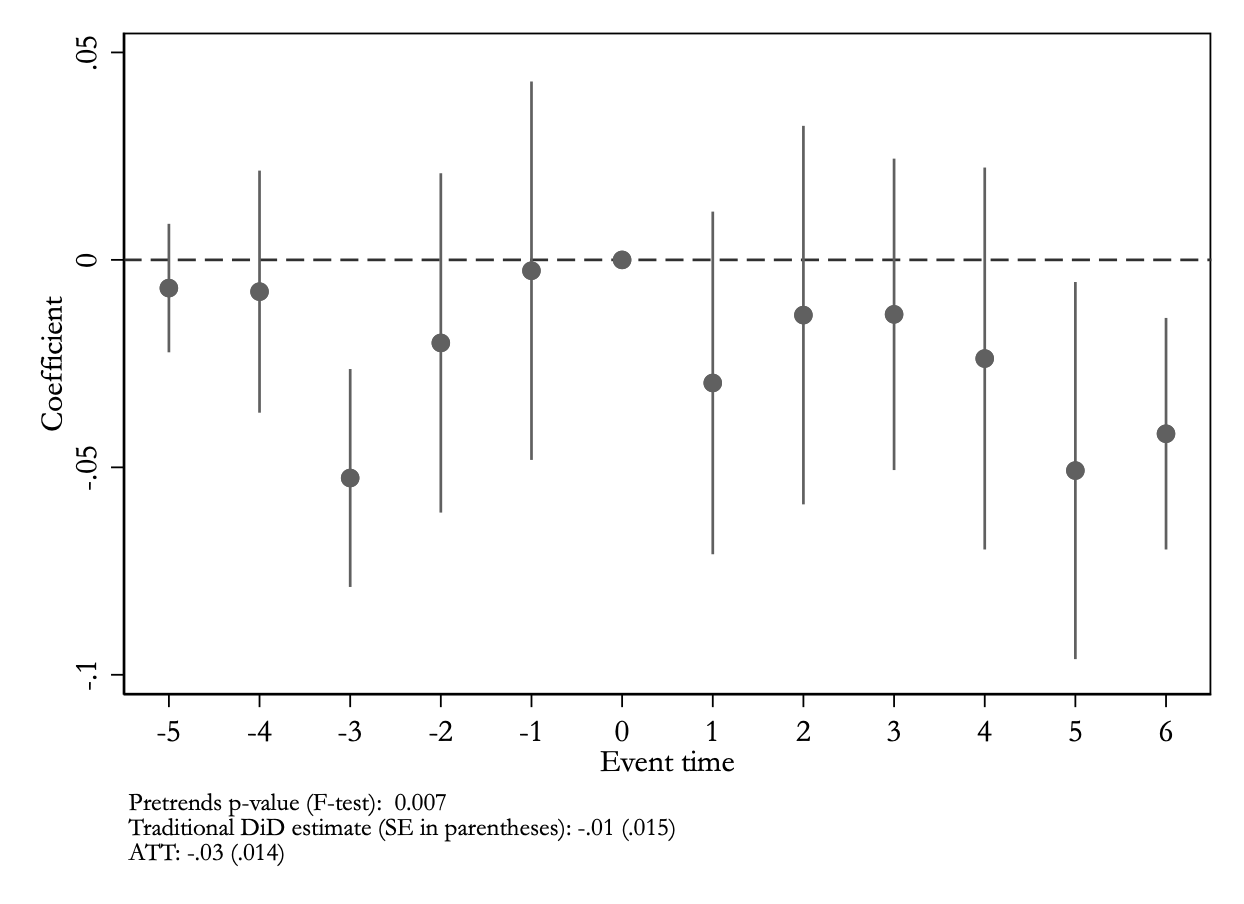 .05
0
-.05
-.1
Coefficient
-5 -4 -3 -2 -1 0 1 2 3 4 5 6
Event time
Pretrends p-value (F-test):  0.007
Traditional DiD estimate (SE in parentheses): -.01 (.015)
ATT: -.03 (.014)